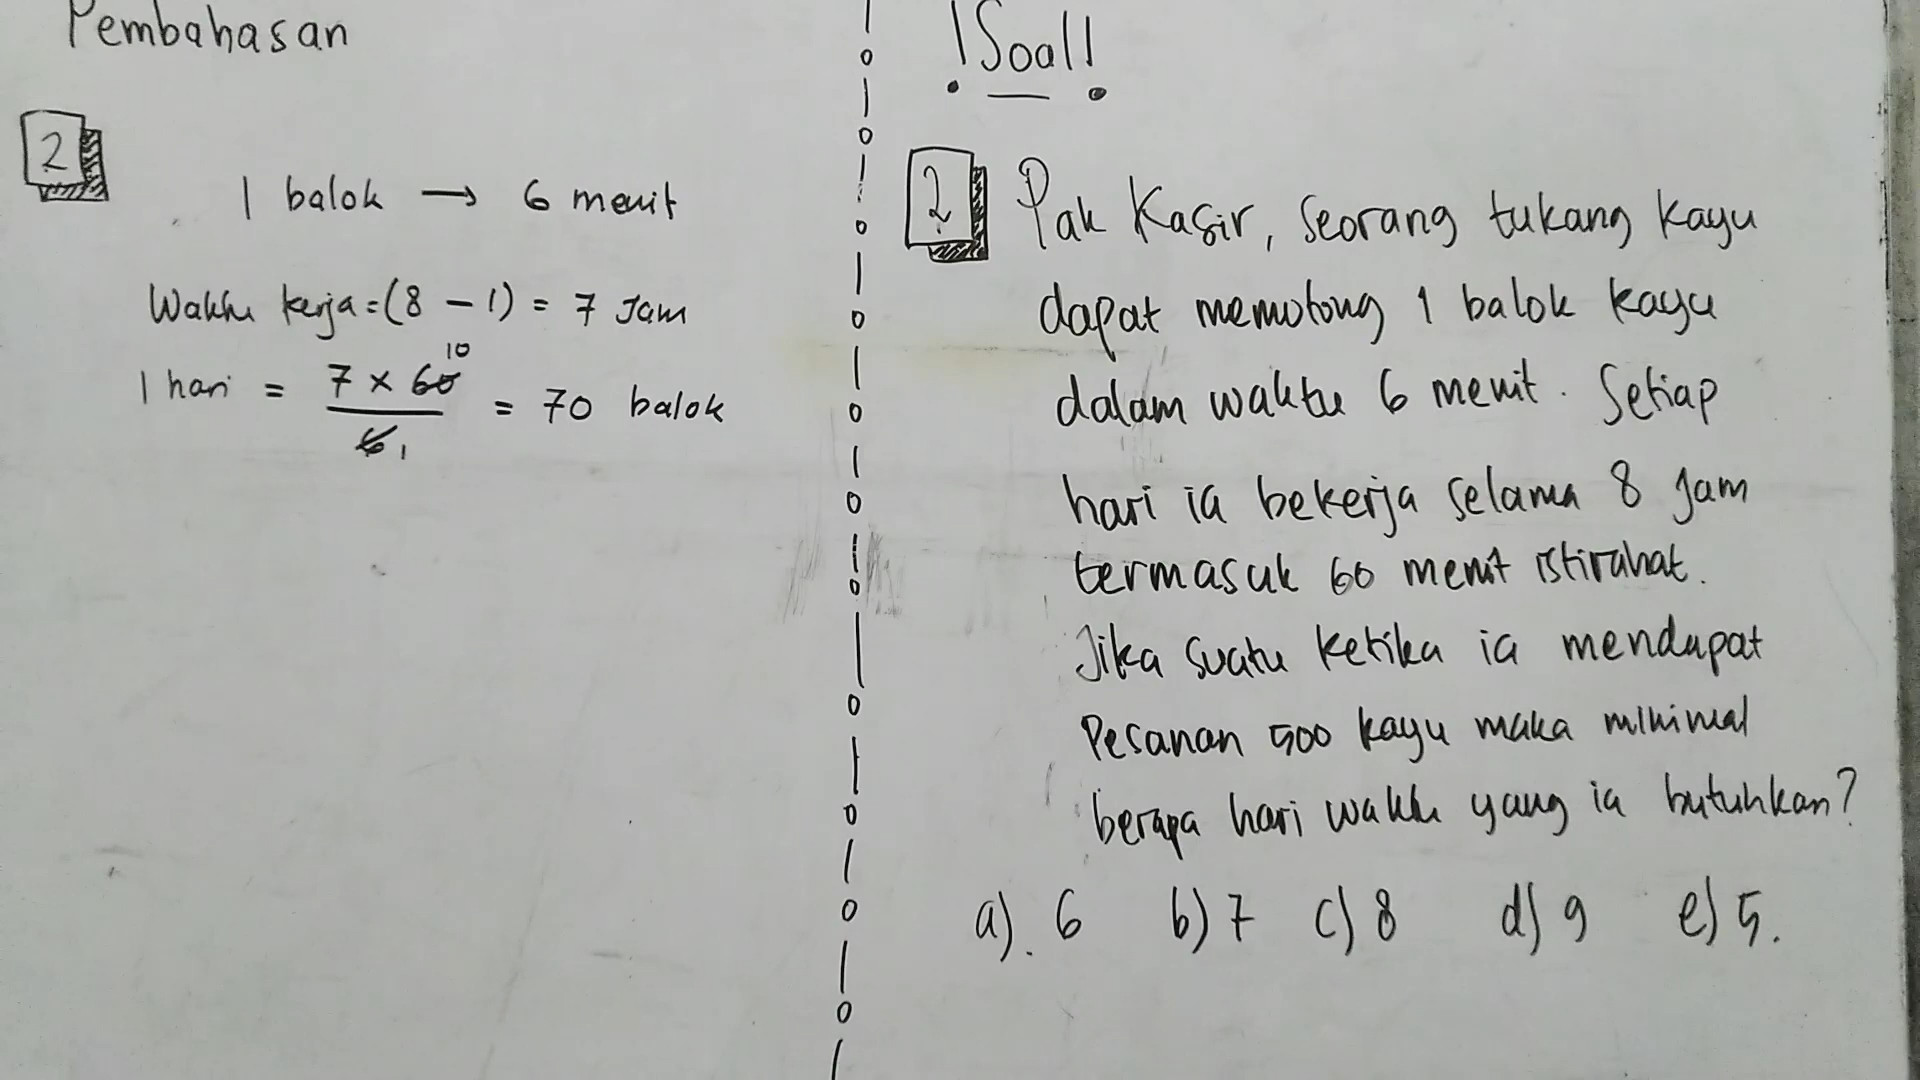 Pembahasan
2
1 balok → 6 menit
Waktu kerja = (8 - 1) = 7 Jam
10
1 hari = 7 x 60 = 70 balok
6 1
! Soal !
2 Pak Kasir, Seorang tukang kayu
dapat memotong 1 balok kayu
dalam waktu 6 menit. Setiap
hari ia bekerja selama 8 Jam
termasuk 60 menit istirahat.
Jika suatu ketika ia mendapat
Pesanan 500 kayu maka minimal
berapa hari waktu yang ia butuhkan?
a). 6 b) 7 c) 8 d) 9 e) 5.